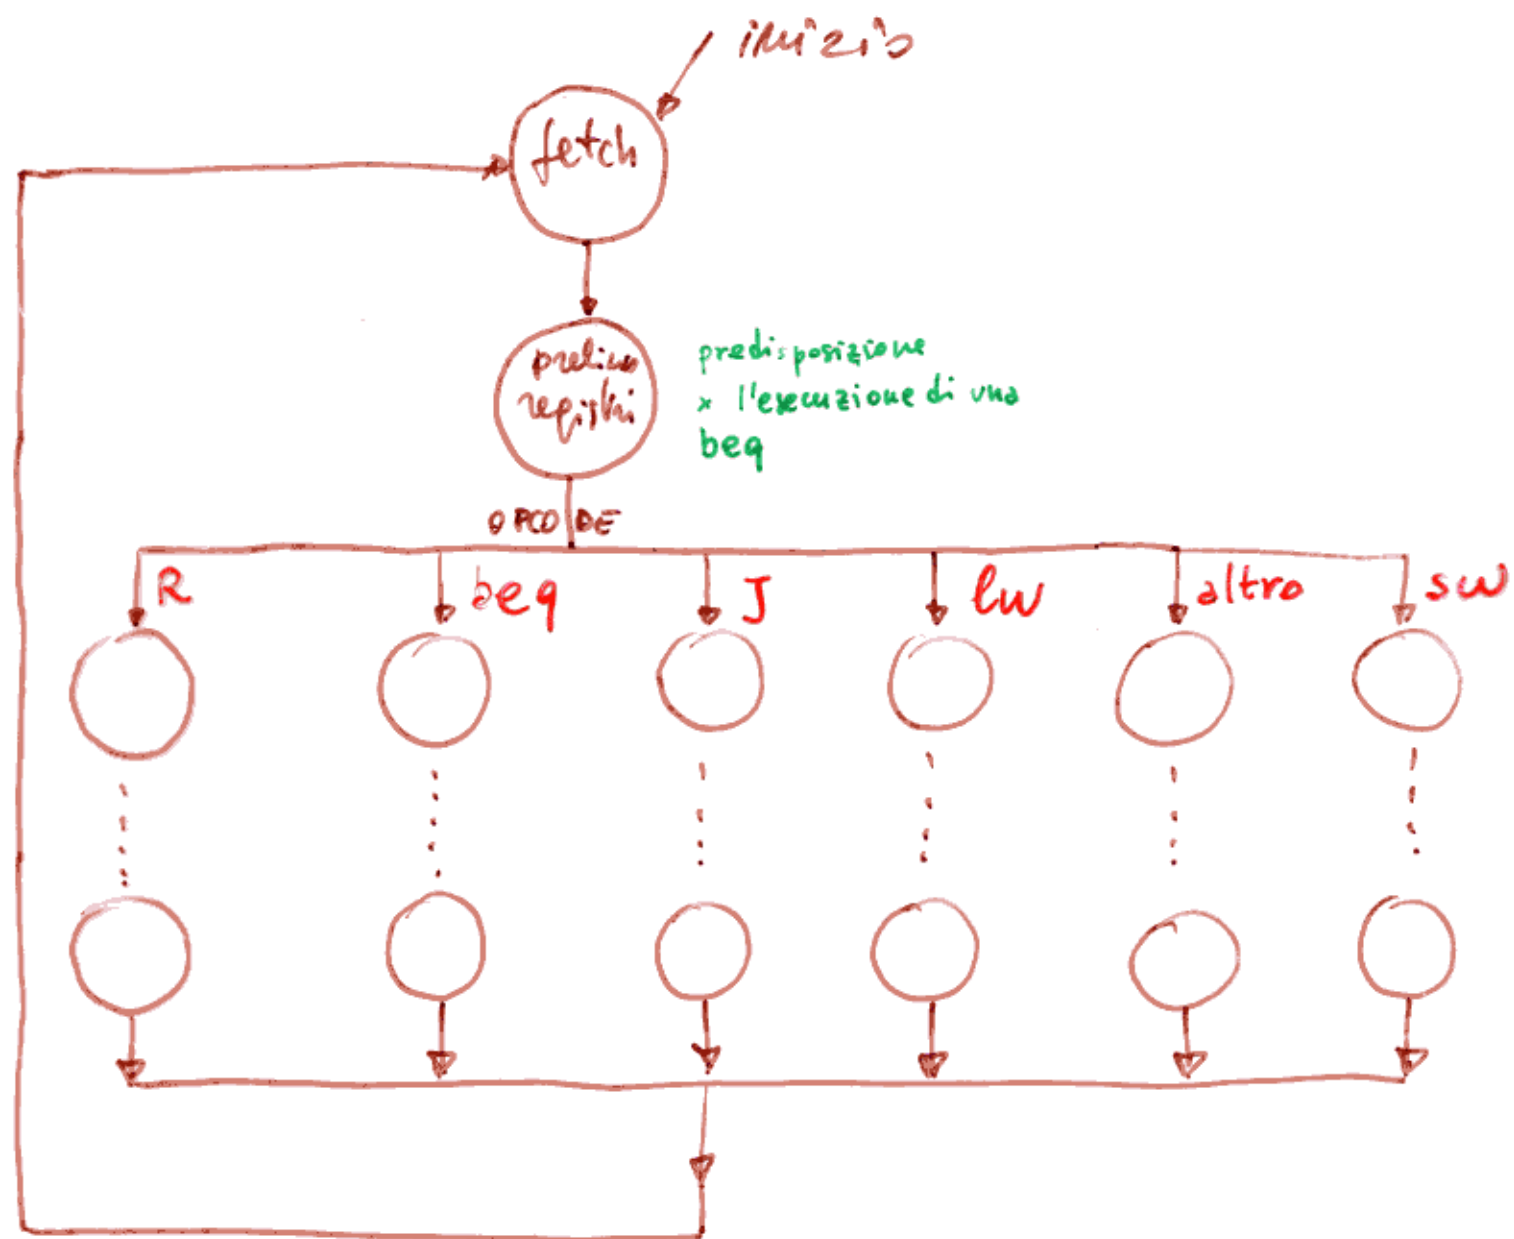 inizio
fetch
prelievo
registri
predisposizione
x l'esecuzione di una
beq
OPCODE
R beq J lw altro sw